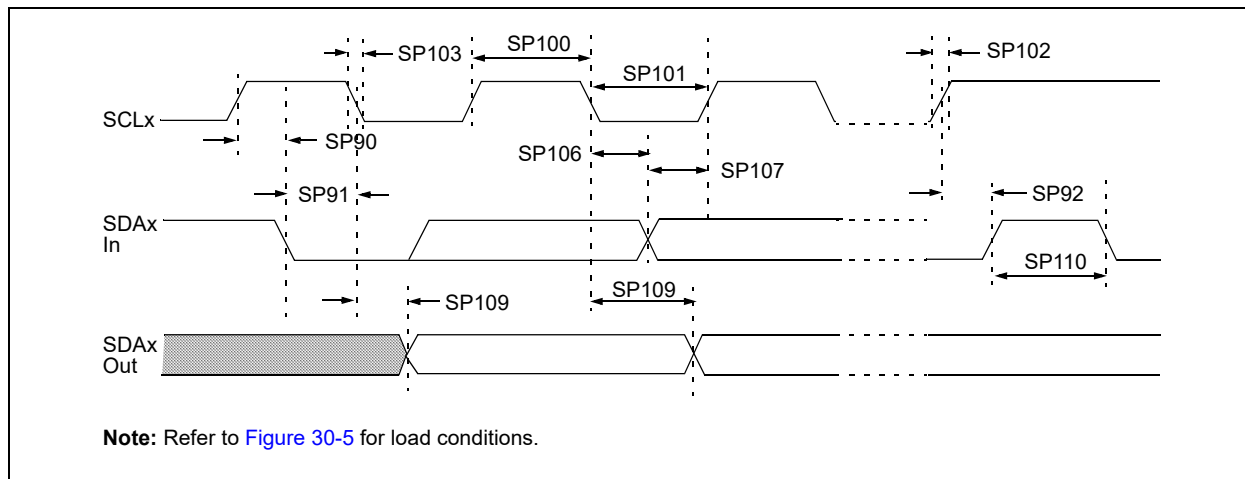 SP103
SP100
SP101
SP102
SCLx
SP90
SP106
SP107
SP91
SP92
SDAx
In
SP110
SP109
SP109
SDAx
Out
Note: Refer to Figure 30-5 for load conditions.